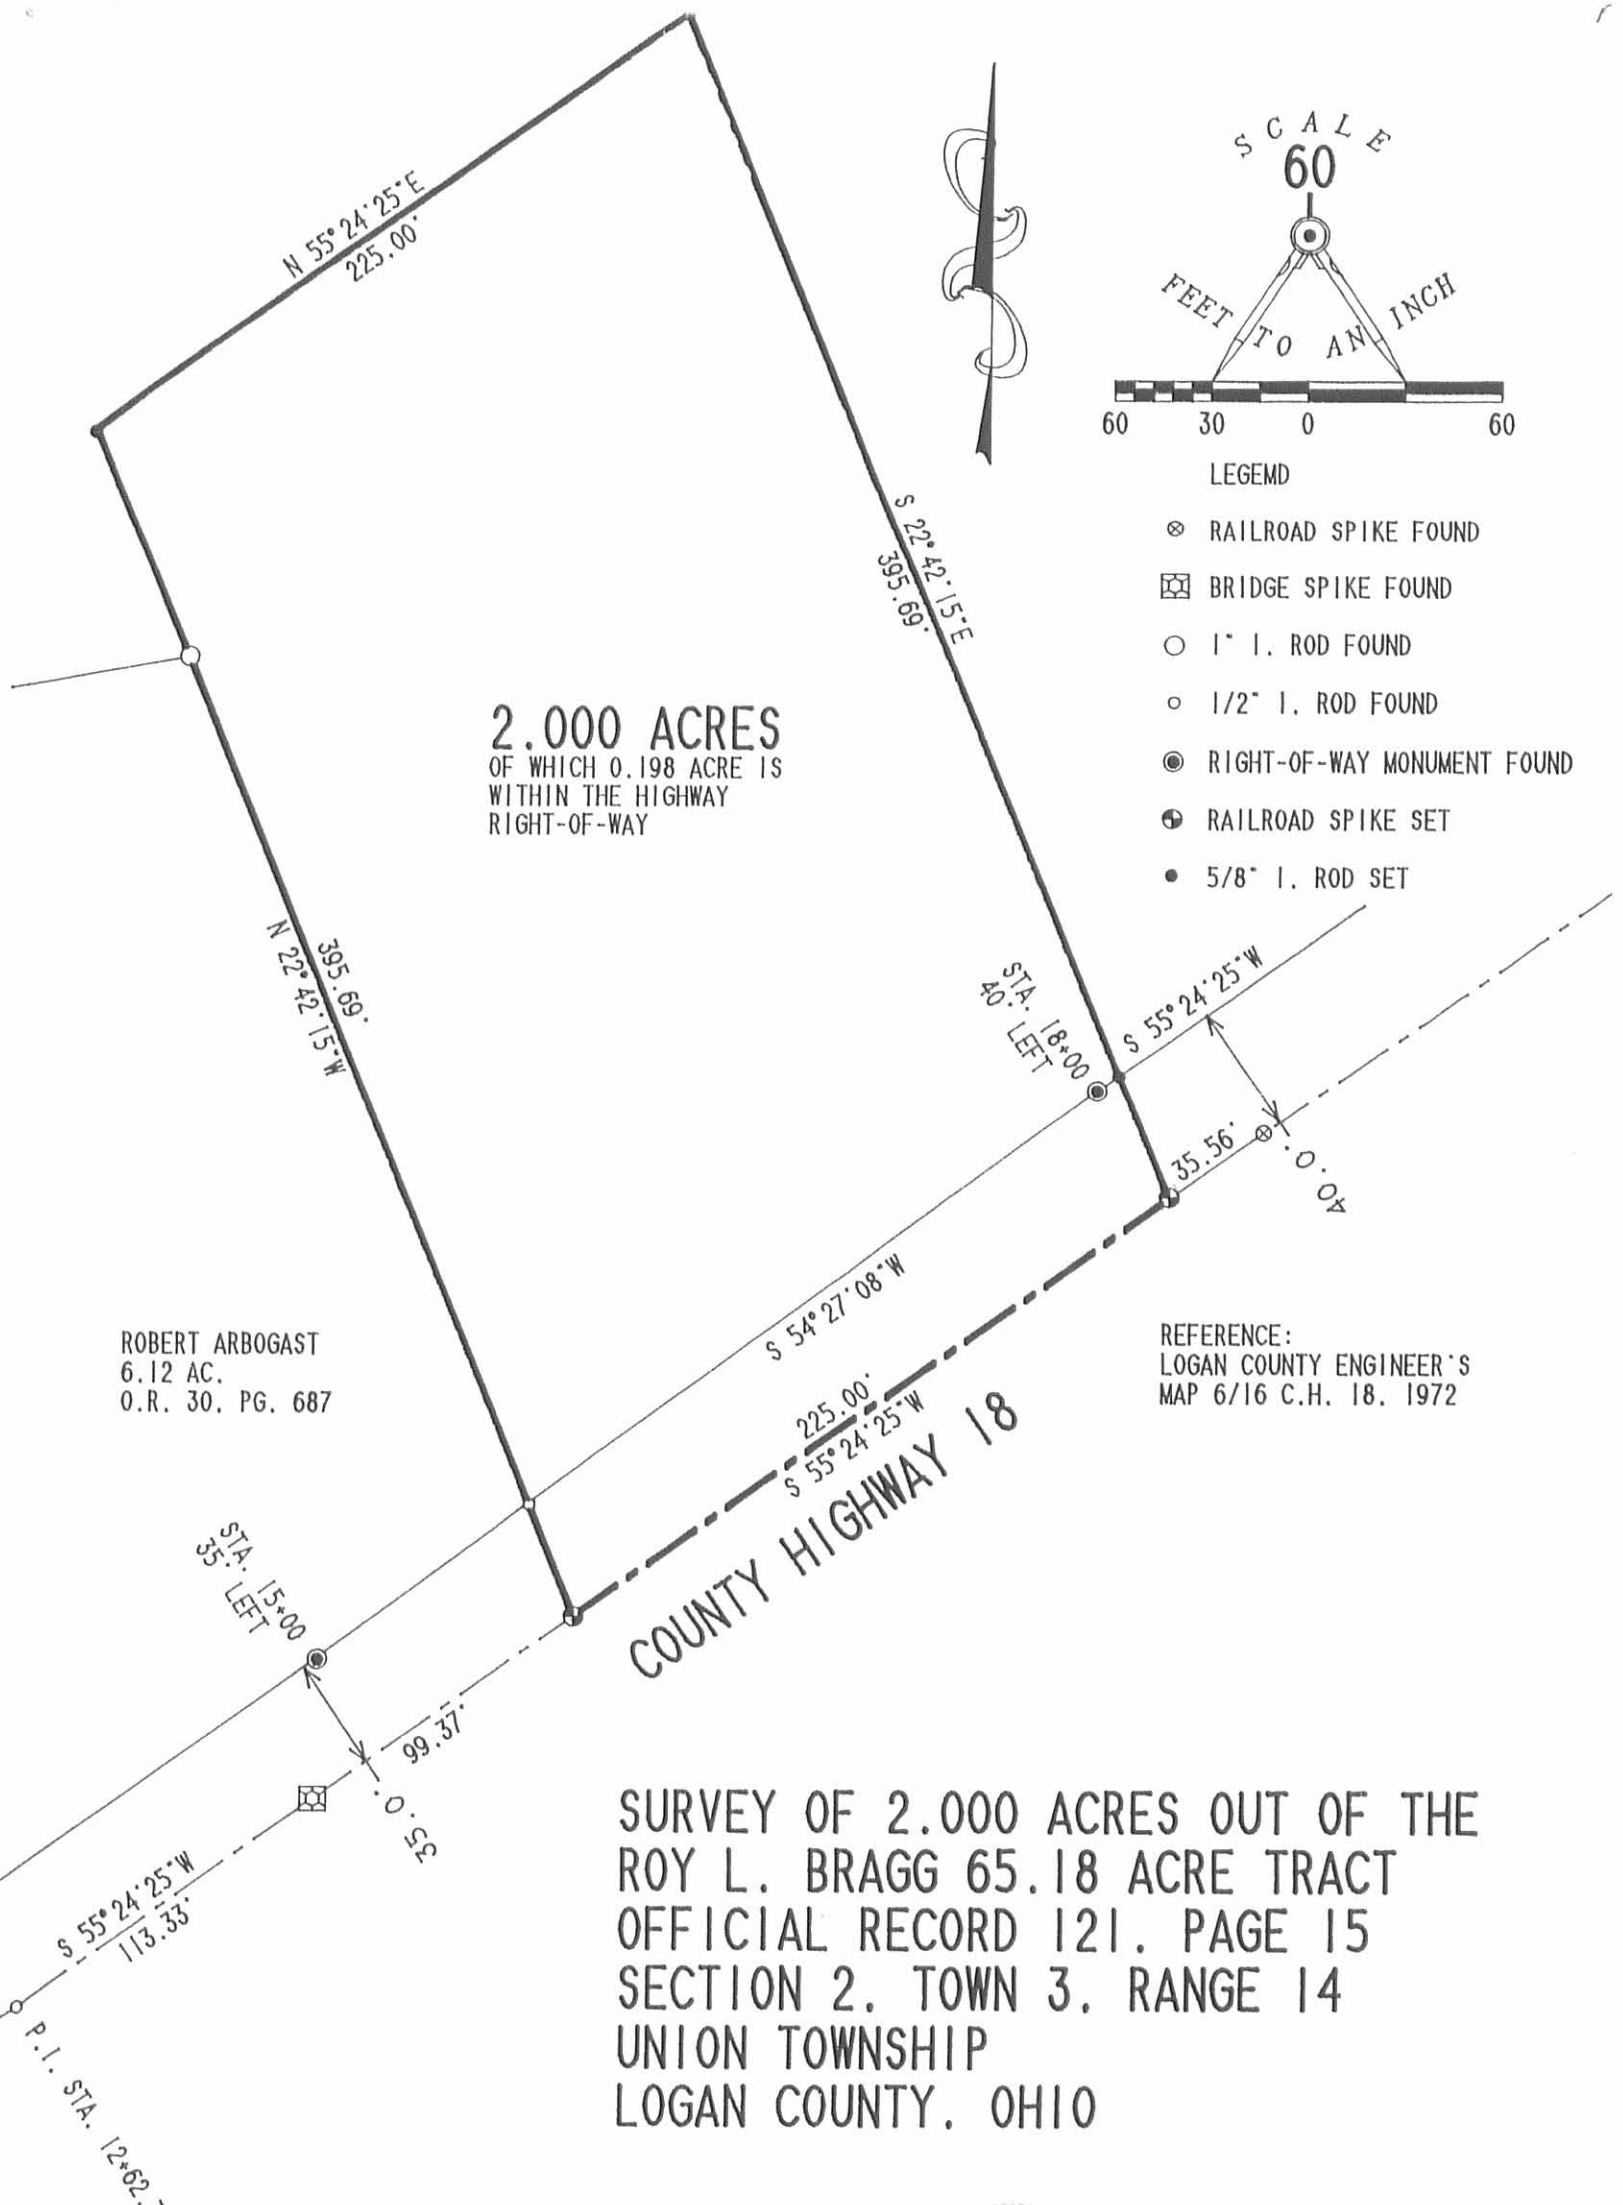 SCALE
60
FEET TO AN INCH
60 30 0 60
LEGEMD
RAILROAD SPIKE FOUND
BRIDGE SPIKE FOUND
1" I. ROD FOUND
1/2" I. ROD FOUND
RIGHT-OF-WAY MONUMENT FOUND
RAILROAD SPIKE SET
5/8" I. ROD SET
N 55°24'25"E
225.00'
S 22°42'15"E
395.69'
2.000 ACRES
OF WHICH 0.198 ACRE IS
WITHIN THE HIGHWAY
RIGHT-OF-WAY
395.69'
N 22°42'15"W
STA. 18+00
40' LEFT
S 55°24'25"W
35.56'
40.0'
S 54°27'08"W
225.00'
S 55°24'25"W
COUNTY HIGHWAY 18
ROBERT ARBOGAST
6.12 AC.
O.R. 30. PG. 687
REFERENCE:
LOGAN COUNTY ENGINEER'S
MAP 6/16 C.H. 18. 1972
STA. 15+00
35' LEFT
99.37'
35.0'
S 55°24'25"W
113.33'
P.I. STA. 12+62.
SURVEY OF 2.000 ACRES OUT OF THE
ROY L. BRAGG 65.18 ACRE TRACT
OFFICIAL RECORD 121. PAGE 15
SECTION 2. TOWN 3. RANGE 14
UNION TOWNSHIP
LOGAN COUNTY. OHIO